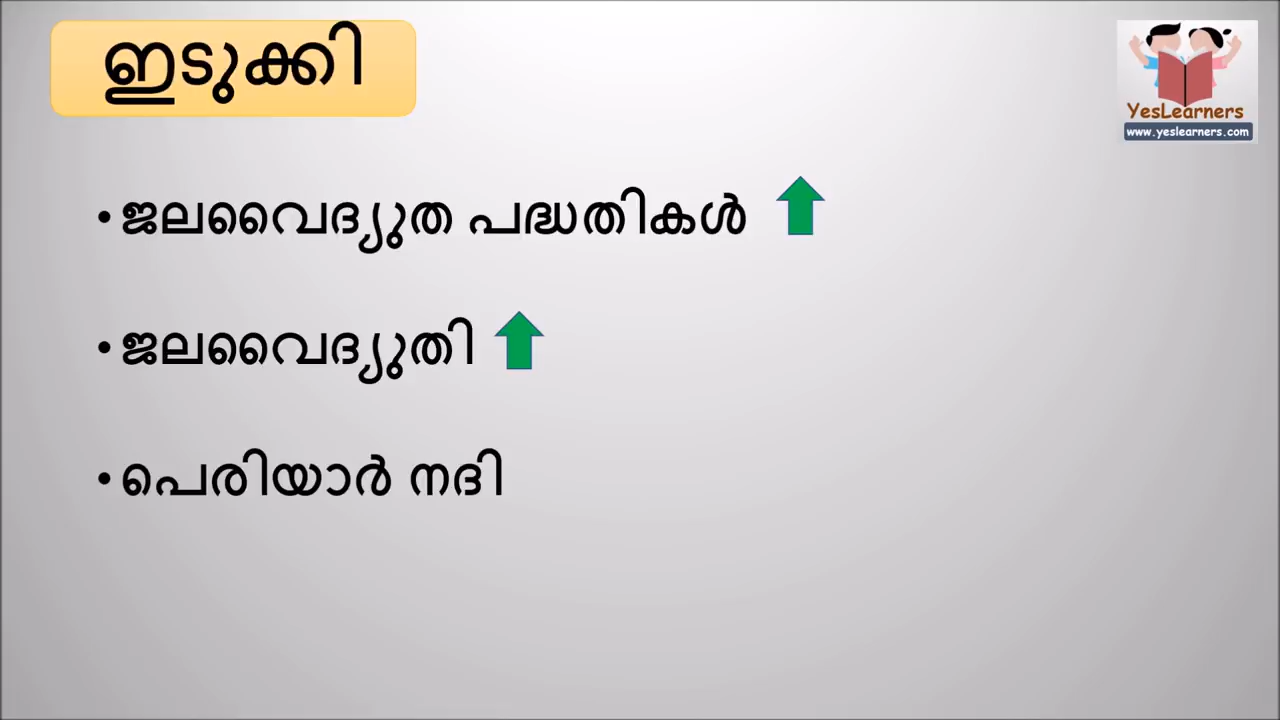 ഇടുക്കി
YesLearners
www.yeslearners.com
•ജലവൈദ്യുത പദ്ധതികൾ
•ജലവൈദ്യുതി
•പെരിയാർ നദി